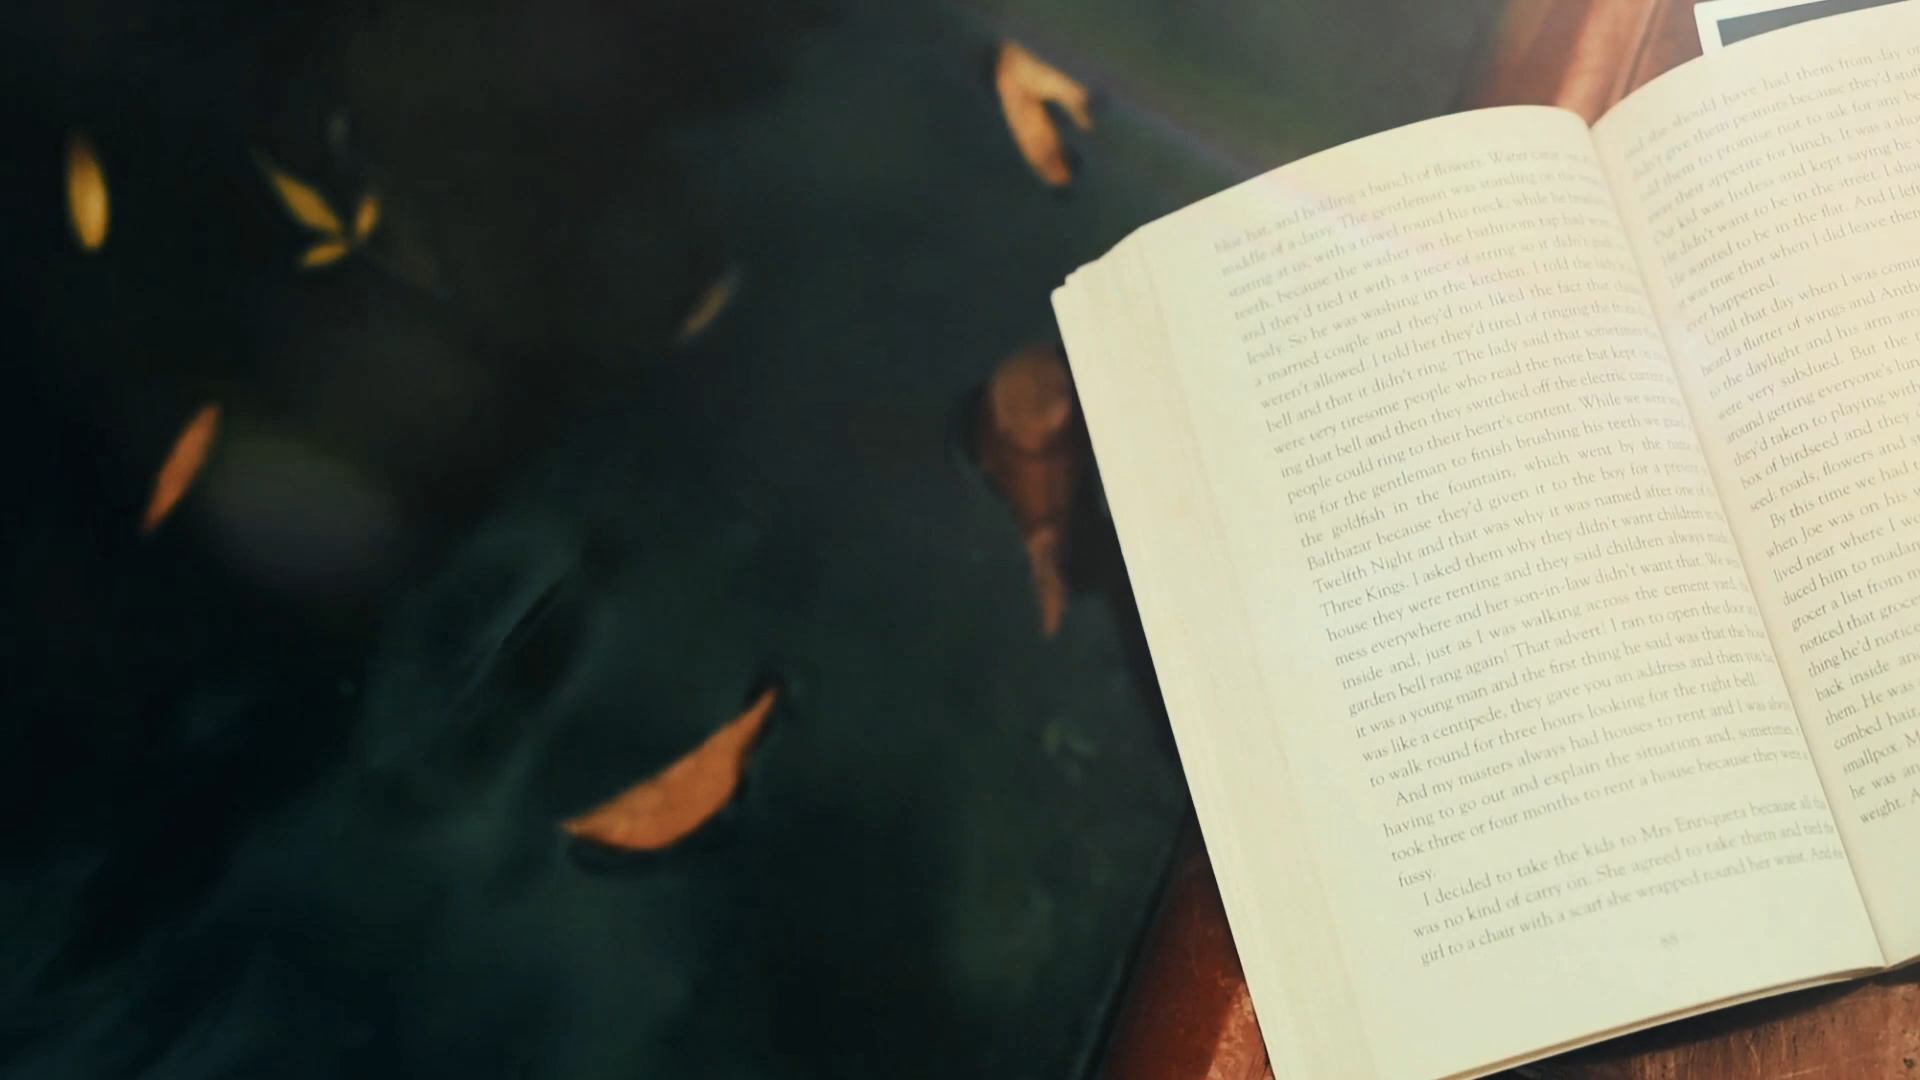 blue hat, and holding a bunch of flowers. Water came
middle of a daisy. The gentleman was standing on the
staring at us, with a towel round his neck, while he
teeth, because the washer on the bathroom tap had
and they'd tied it with a piece of string so it didn't
lessly. So he was washing in the kitchen. I told the lady
a married couple and they'd not liked the fact that
weren't allowed. I told her they'd tired of ringing the
bell and that it didn't ring. The lady said that sometimes
were very tiresome people who read the note but kept on
ing that bell and then they switched off the electric current
people could ring to their heart's content. While we were
ing for the gentleman to finish brushing his teeth we
the goldfish in the fountain, which went by the name
Balthazar because they'd given it to the boy for a present
Twelfth Night and that was why it was named after one of
Three Kings. I asked them why they didn't want children
house they were renting and they said children always
mess everywhere and her son-in-law didn't want that. We
inside and, just as I was walking across the cement yard,
garden bell rang again! That advert! I ran to open the door
it was a young man and the first thing he said was that the
was like a centipede, they gave you an address and then you
to walk round for three hours looking for the right bell.
And my masters always had houses to rent and I was
having to go out and explain the situation and, sometimes,
took three or four months to rent a house because they were
fussy.
I decided to take the kids to Mrs Enriqueta because all
was no kind of carry on. She agreed to take them and tied the
girl to a chair with a scarf she wrapped round her waist. And
she should have had them from day
give them peanuts because they'd
them to promise not to ask for any
their appetite for lunch. It was a
Our kid was listless and kept saying he
He didn't want to be in the street. I
He wanted to be in the flat. And I
was true that when I did leave
ever happened.
Until that day when I was
heard a flutter of wings and
to the daylight and his arm
were very subdued. But the
around getting everyone's
they'd taken to playing with
box of birdseed and they
seed: roads, flowers and
By this time we had
when Joe was on his
lived near where I
duced him to
grocer a list from
noticed that
thing he'd
back inside
them. He was
combed hair,
smallpox.
he was
weight.